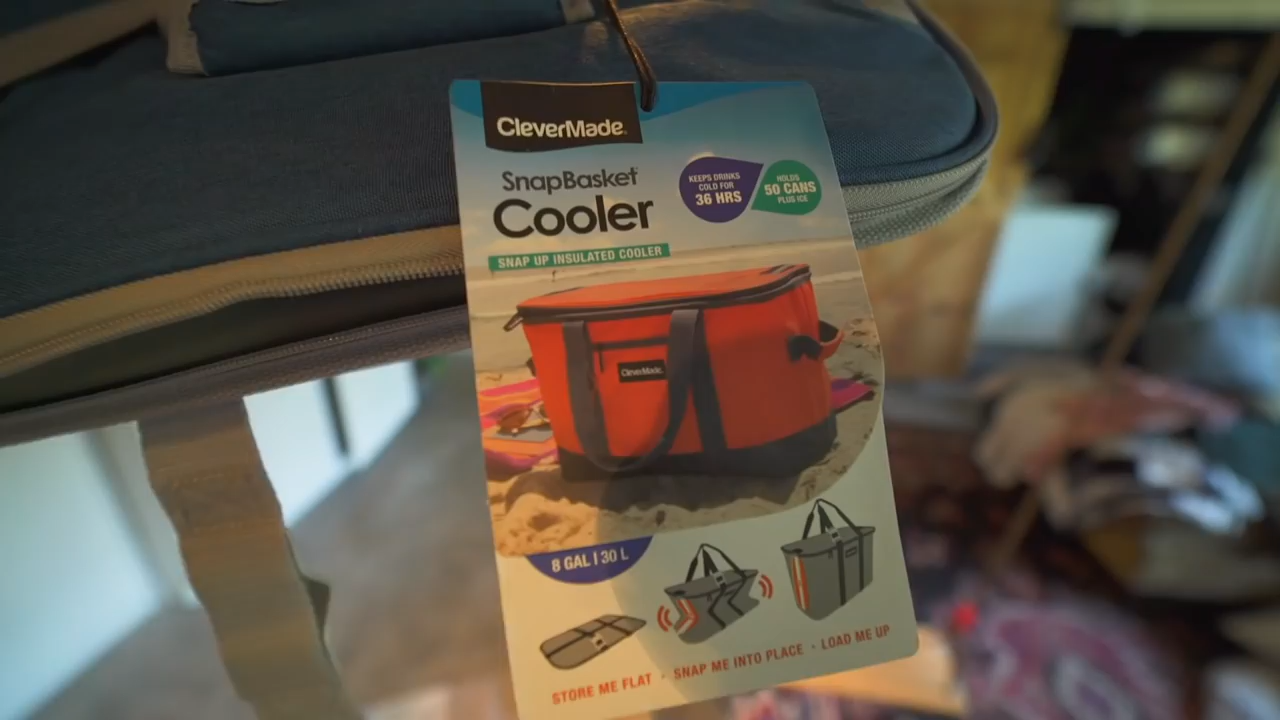 CleverMade®
SnapBasket®
Cooler
KEEPS DRINKS
COLD FOR
36 HRS
HOLDS
50 CANS
PLUS ICE
SNAP UP INSULATED COOLER
CleverMade.
8 GAL | 30 L
STORE ME FLAT • SNAP ME INTO PLACE • LOAD ME UP